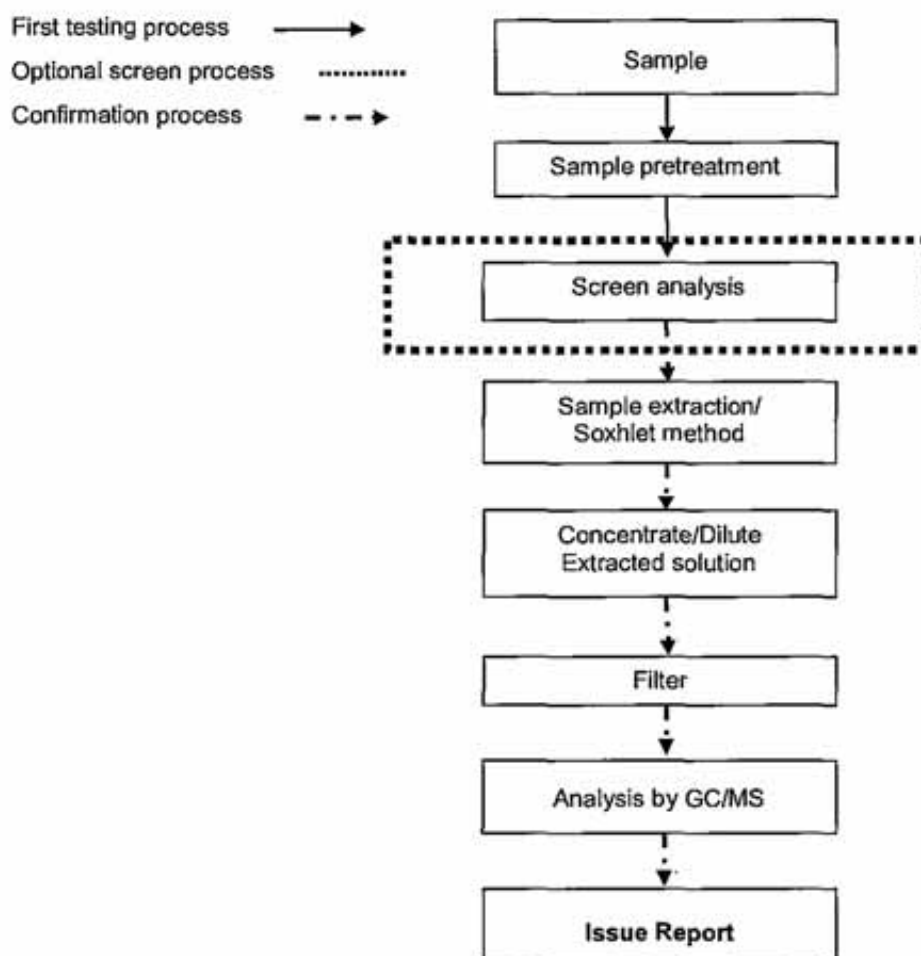 First testing process
Optional screen process
Confirmation process
Sample
Sample pretreatment
Screen analysis
Sample extraction/
Soxhlet method
Concentrate/Dilute
Extracted solution
Filter
Analysis by GC/MS
Issue Report